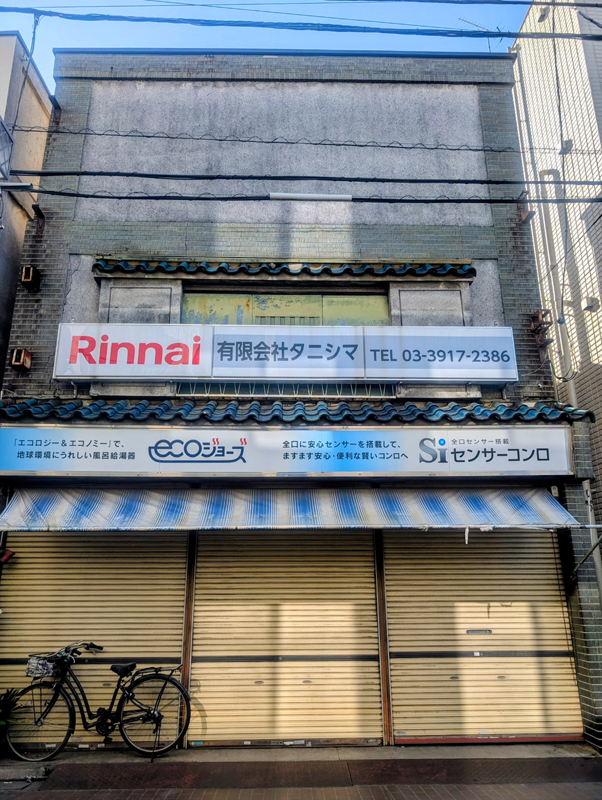 Rinnai 有限会社タニシマ TEL 03-3917-2386
「エコロジー＆エコノミー」で、
地球環境にうれしい風呂給湯器
ecoジョーズ
全口に安心センサーを搭載して、
ますます安心・便利な賢いコンロへ
Si 全口センサー搭載
センサーコンロ